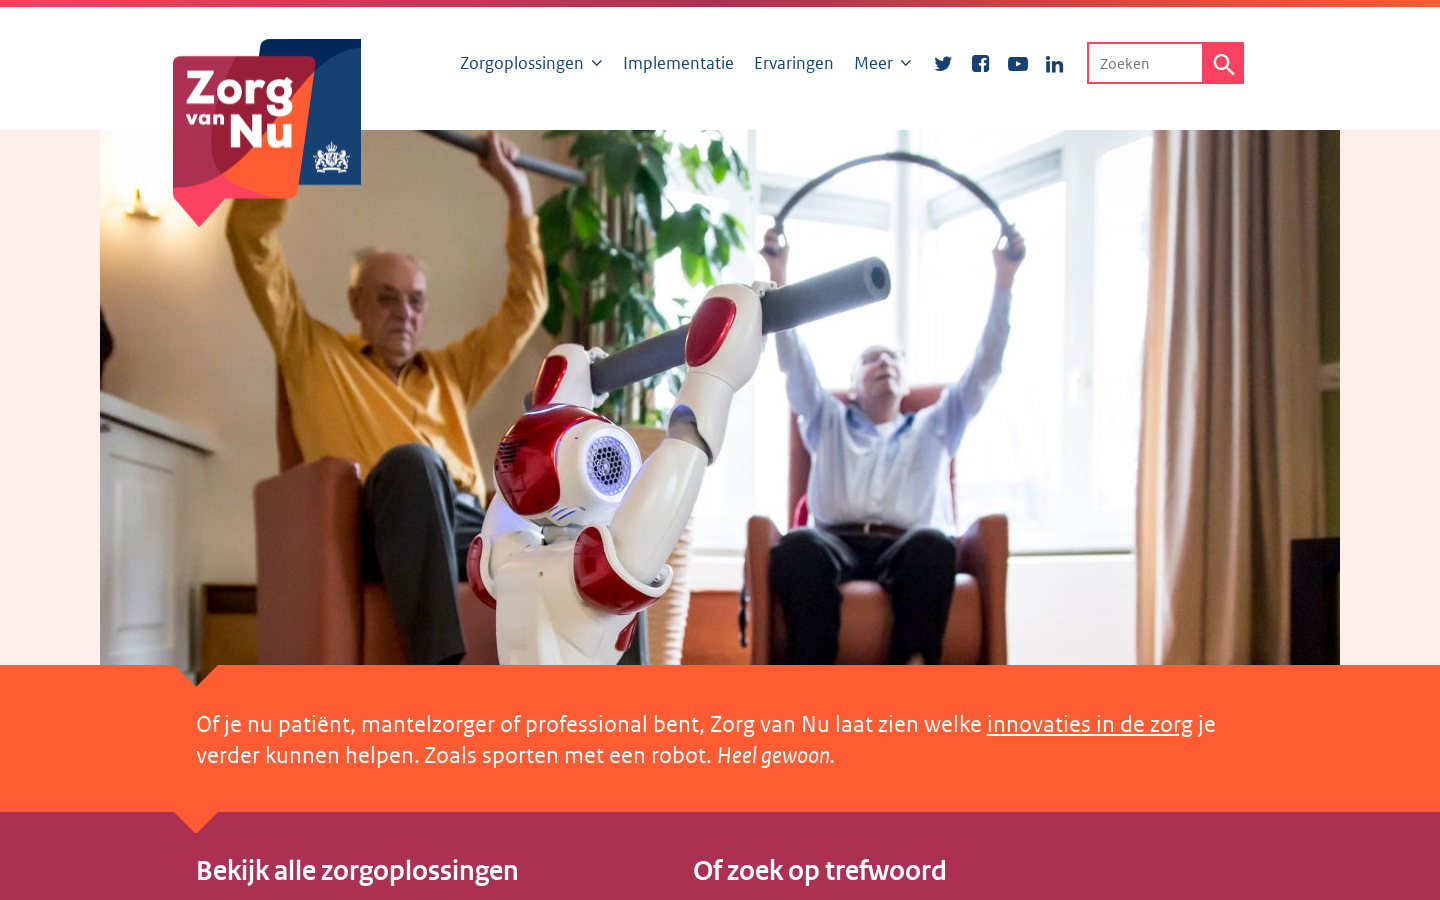 Zorg
van
Nu
Zorgoplossingen
Implementatie
Ervaringen
Meer
Zoeken
Of je nu patiënt, mantelzorger of professional bent, Zorg van Nu laat zien welke innovaties in de zorg je
verder kunnen helpen. Zoals sporten met een robot. Heel gewoon.
Bekijk alle zorgoplossingen
Of zoek op trefwoord